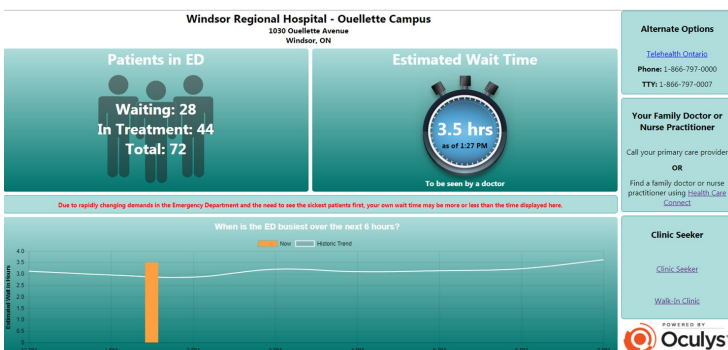 Windsor Regional Hospital - Ouellette Campus
1030 Ouellette Avenue
Windsor, ON
Patients in ED
Waiting: 28
In Treatment: 44
Total: 72
Estimated Wait Time
3.5 hrs
as of 1:27 PM
To be seen by a doctor
Due to rapidly changing demands in the Emergency Department and the need to see the sickest patients first, your own wait time may be more or less than the time displayed here.
When is the ED busiest over the next 6 hours?
Now
Historic Trend
Estimated Wait In Hours
4.0
3.5
3.0
2.5
2.0
1.5
1.0
0.5
0
Alternate Options
Telehealth Ontario
Phone: 1-866-797-0000
TTY: 1-866-797-0007
Your Family Doctor or
Nurse Practitioner
Call your primary care provider
OR
Find a family doctor or nurse
practitioner using Health Care
Connect
Clinic Seeker
Clinic Seeker
Walk-In Clinic
POWERED BY
Oculys